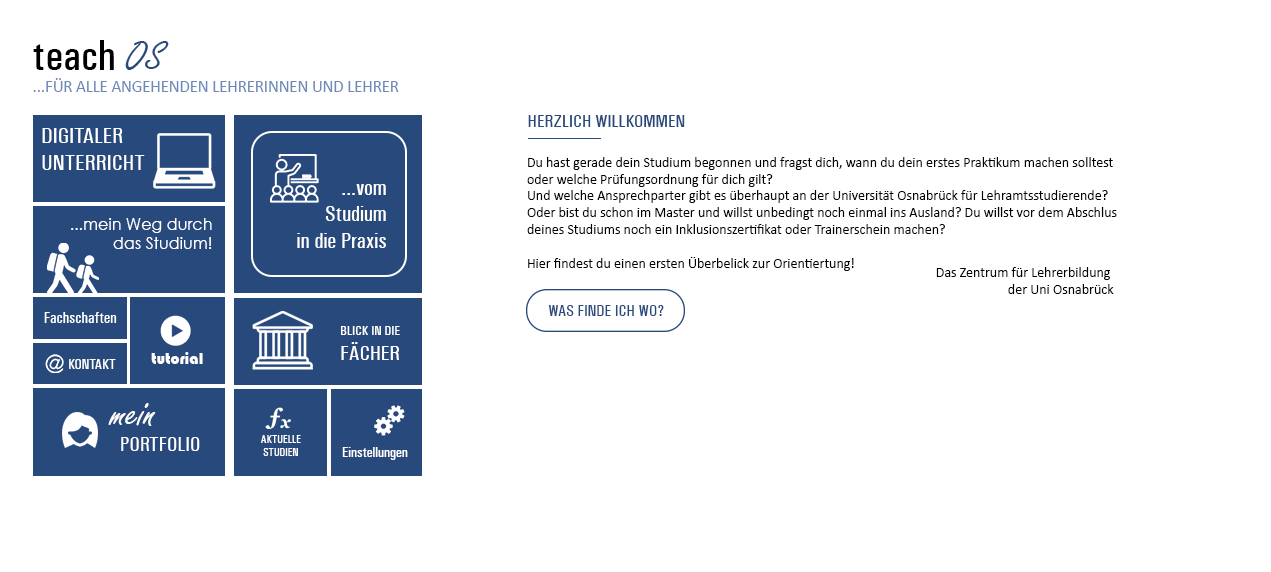 teach OS
...FÜR ALLE ANGEHENDEN LEHRERINNEN UND LEHRER
DIGITALER
UNTERRICHT
...mein Weg durch
das Studium!
Fachschaften
@ KONTAKT
tutorial
mein
PORTFOLIO
...vom
Studium
in die Praxis
BLICK IN DIE
FÄCHER
fx
AKTUELLE
STUDIEN
Einstellungen
HERZLICH WILLKOMMEN
Du hast gerade dein Studium begonnen und fragst dich, wann du dein erstes Praktikum machen solltest
oder welche Prüfungsordnung für dich gilt?
Und welche Ansprechparter gibt es überhaupt an der Universität Osnabrück für Lehramtsstudierende?
Oder bist du schon im Master und willst unbedingt noch einmal ins Ausland? Du willst vor dem Abschlus
deines Studiums noch ein Inklusionszertifikat oder Trainerschein machen?
Hier findest du einen ersten Überbelick zur Orientiertung!
Das Zentrum für Lehrerbildung
der Uni Osnabrück
WAS FINDE ICH WO?